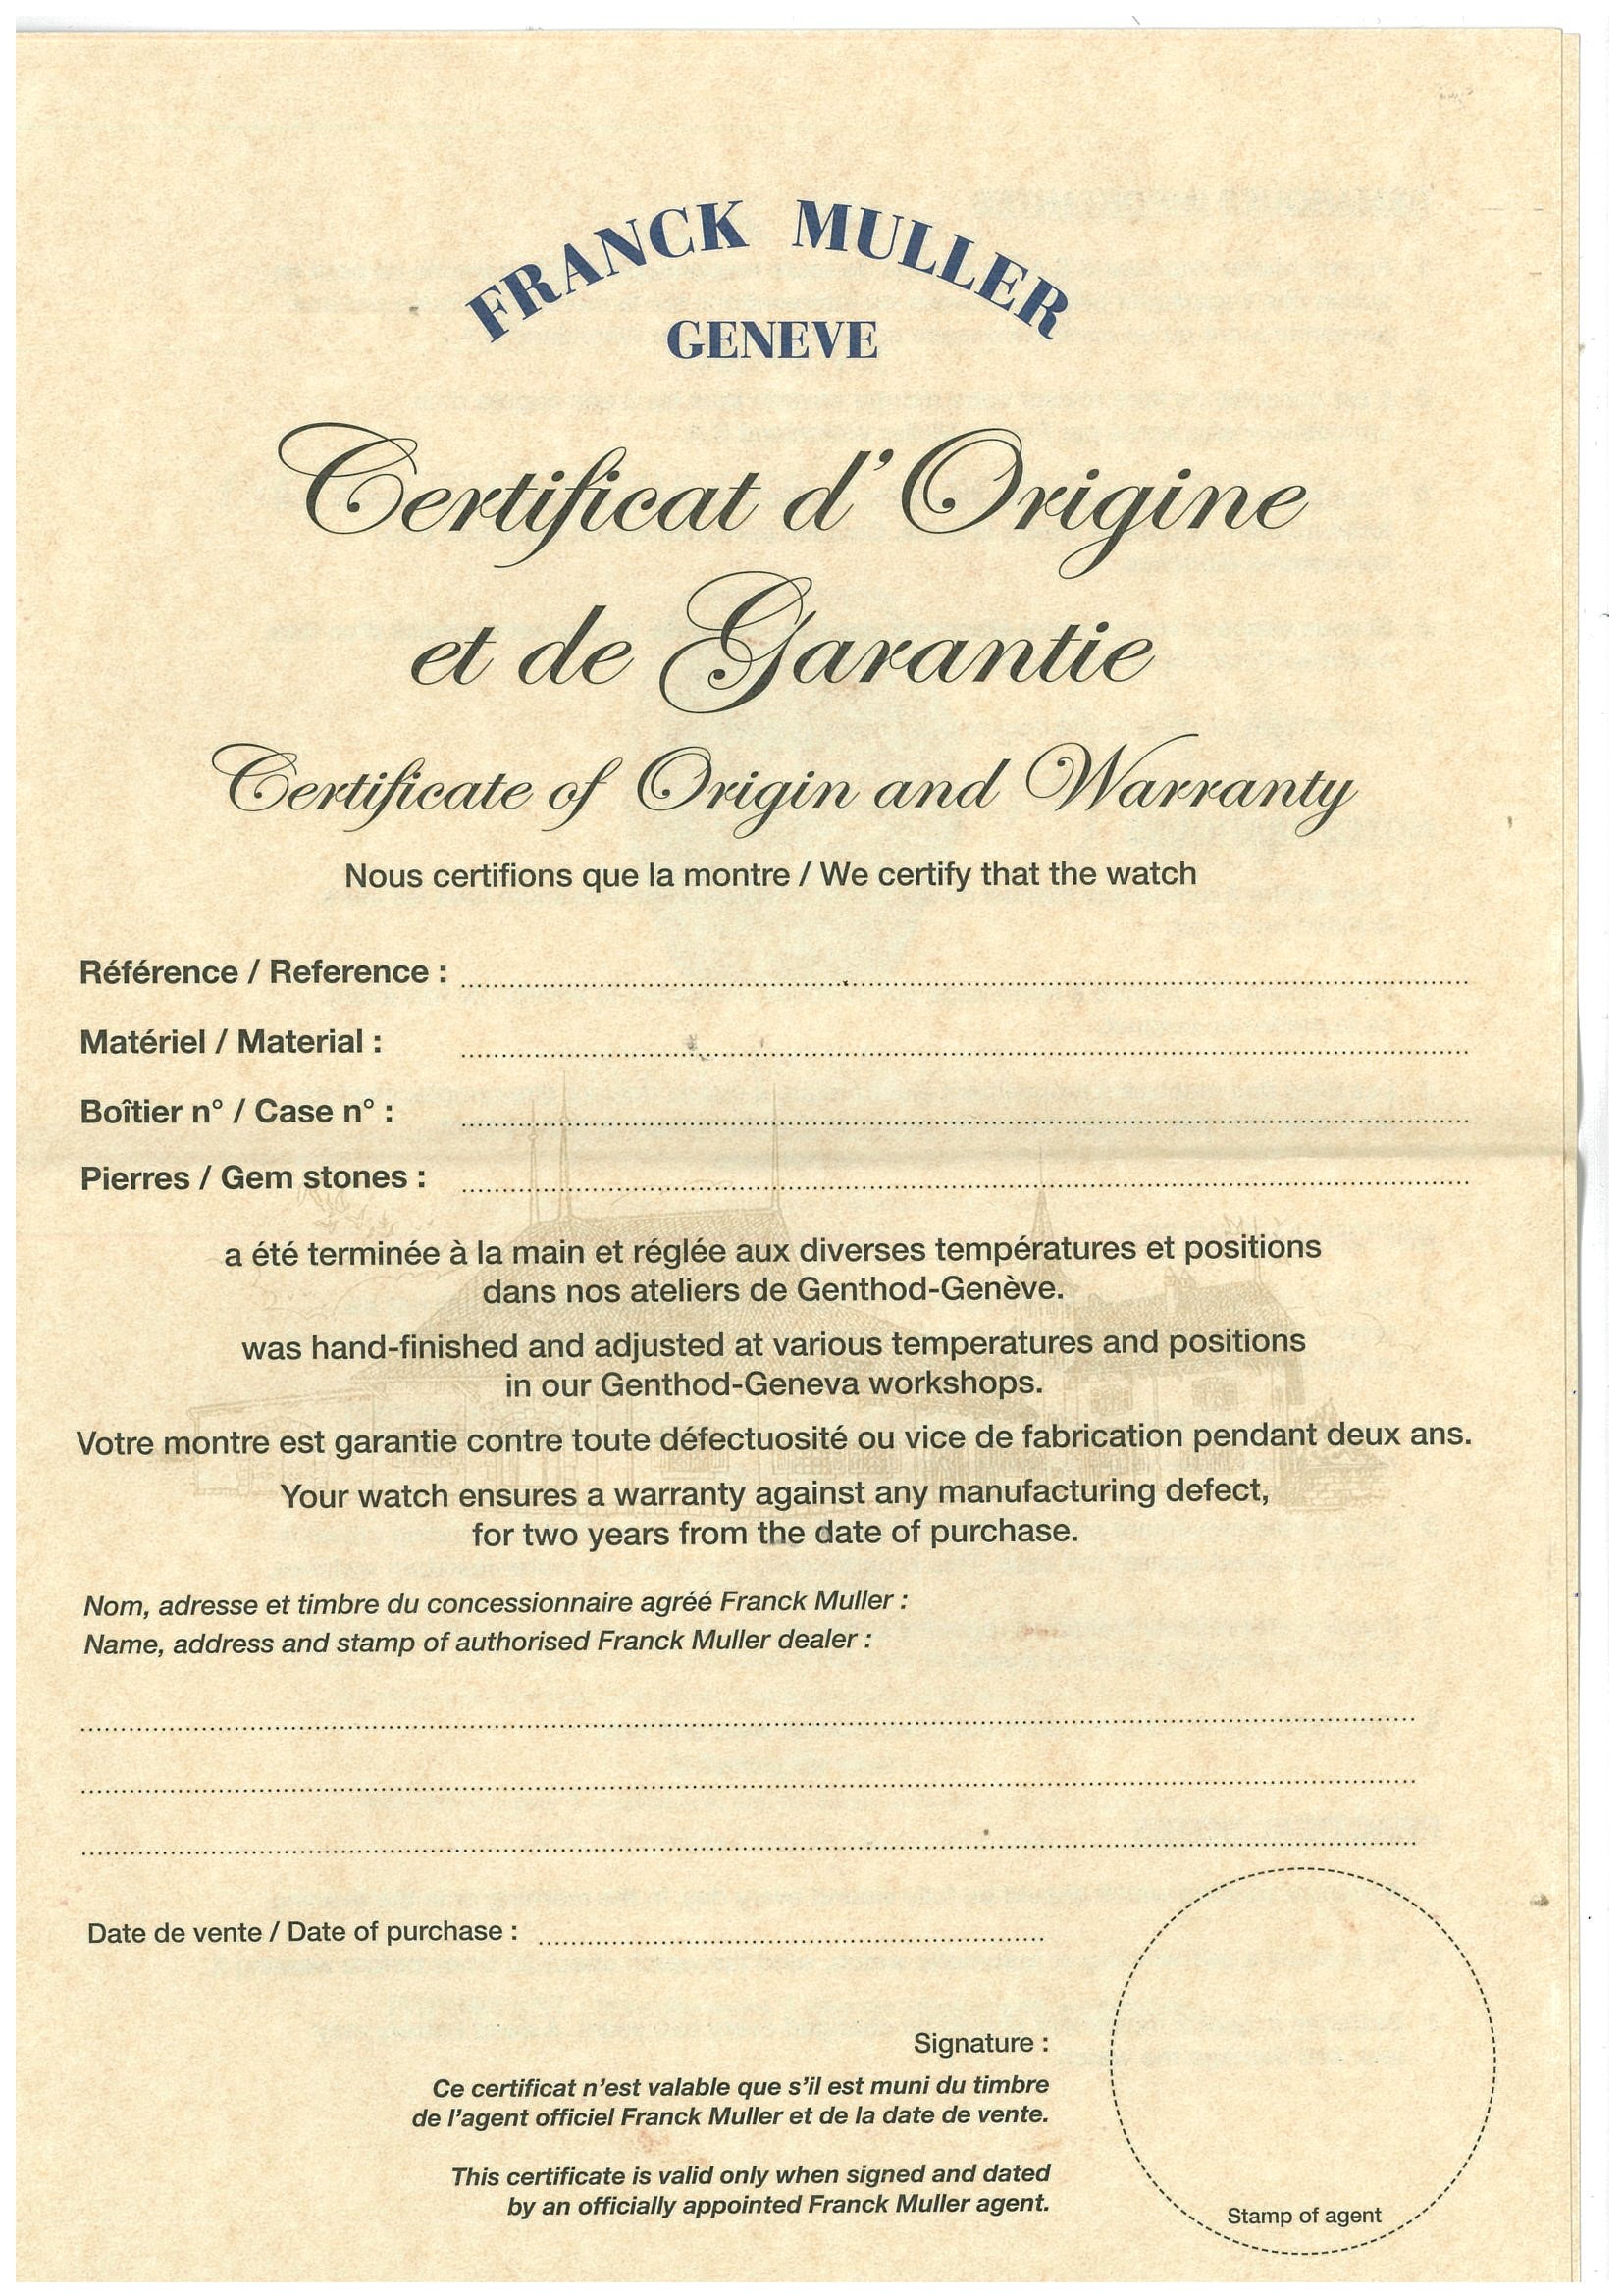 FRANCK MULLER
GENEVE
Certificat d'Origine
et de Garantie
Certificate of Origin and Warranty
Nous certifions que la montre / We certify that the watch
Référence / Reference :
Matériel / Material :
Boîtier n° / Case n° :
Pierres / Gem stones :
a été terminée à la main et réglée aux diverses températures et positions
dans nos ateliers de Genthod-Genève.
was hand-finished and adjusted at various temperatures and positions
in our Genthod-Geneva workshops.
Votre montre est garantie contre toute défectuosité ou vice de fabrication pendant deux ans.
Your watch ensures a warranty against any manufacturing defect,
for two years from the date of purchase.
Nom, adresse et timbre du concessionnaire agréé Franck Muller :
Name, address and stamp of authorised Franck Muller dealer :
Date de vente / Date of purchase :
Signature :
Ce certificat n'est valable que s'il est muni du timbre
de l'agent officiel Franck Muller et de la date de vente.
This certificate is valid only when signed and dated
by an officially appointed Franck Muller agent.
Stamp of agent